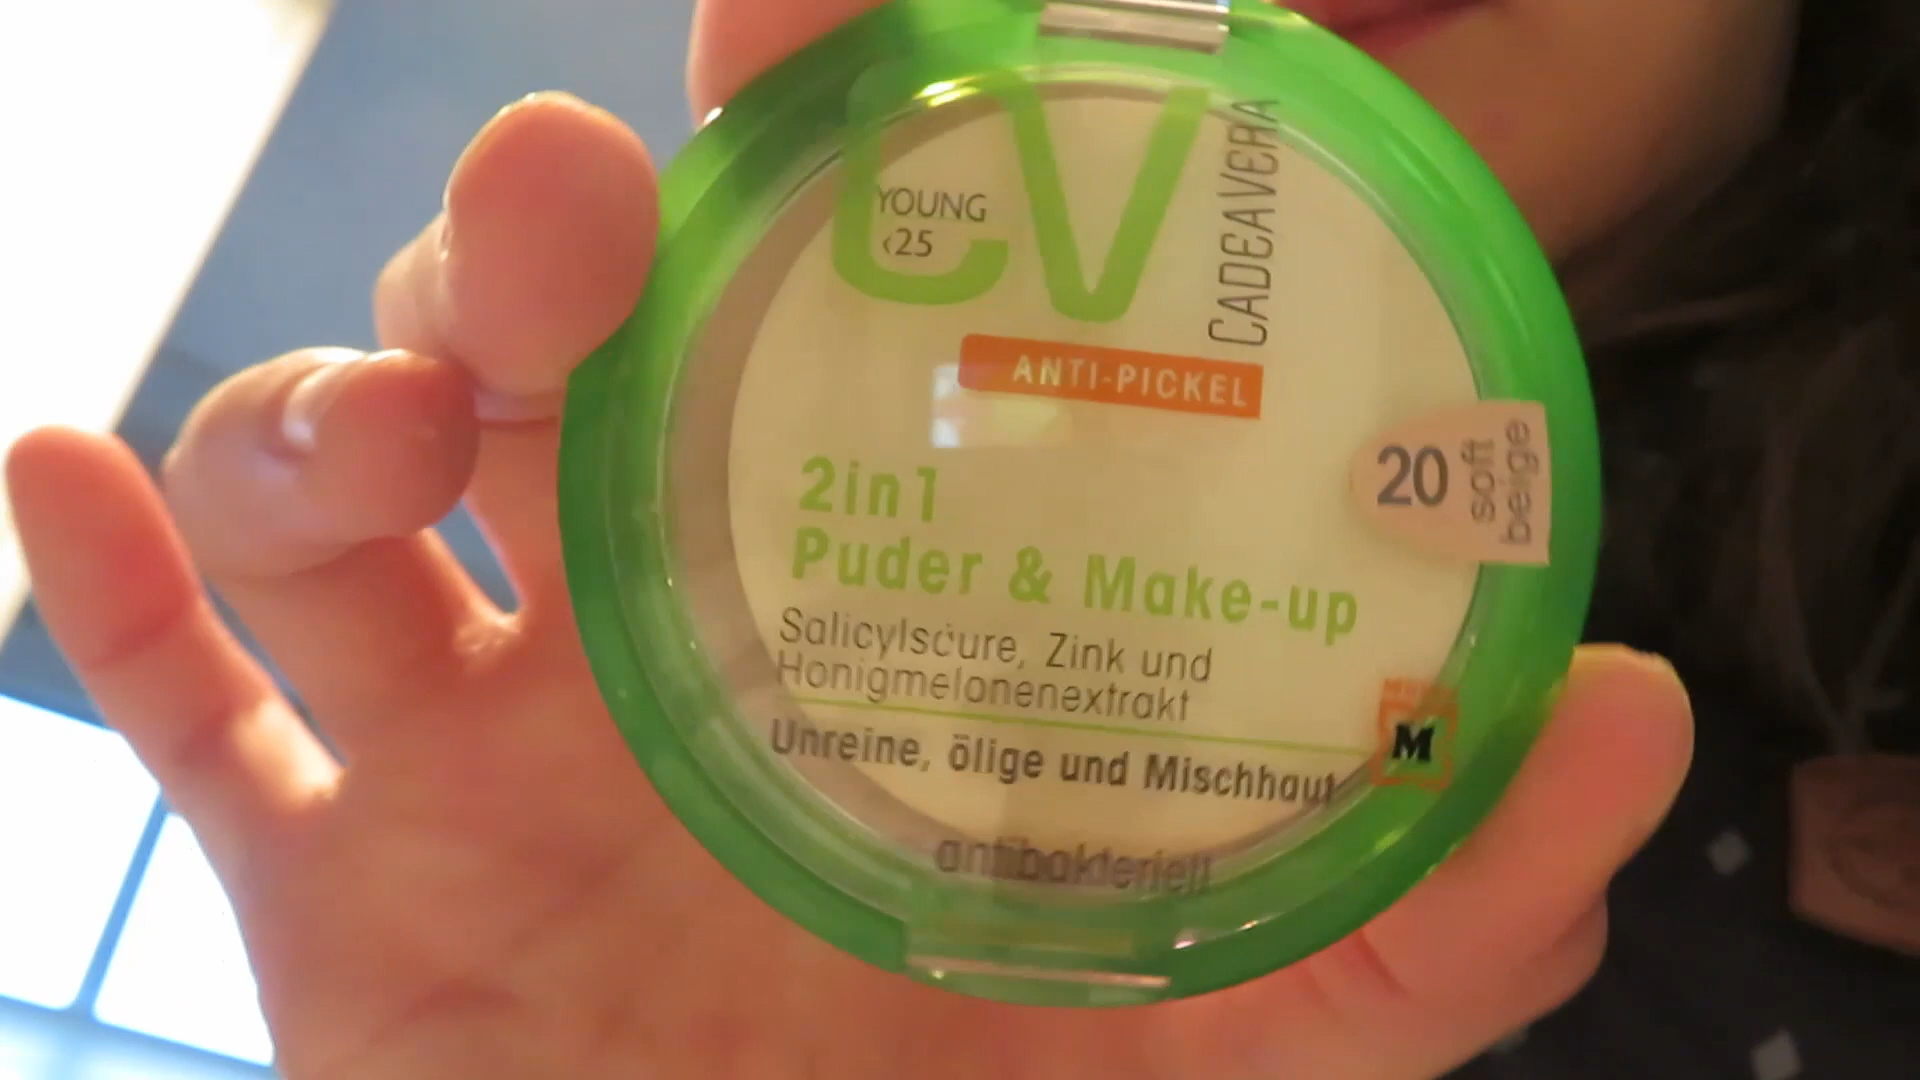 CV
YOUNG
<25
CADEAVERA
ANTI-PICKEL
2in1
Puder & Make-up
20
soft
beige
Salicylsäure, Zink und
Honigmelonenextrakt
Unreine, ölige und Mischhaut
M
antibakteriell